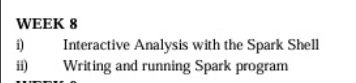 WEEK 8
i) Interactive Analysis with the Spark Shell
ii) Writing and running Spark program